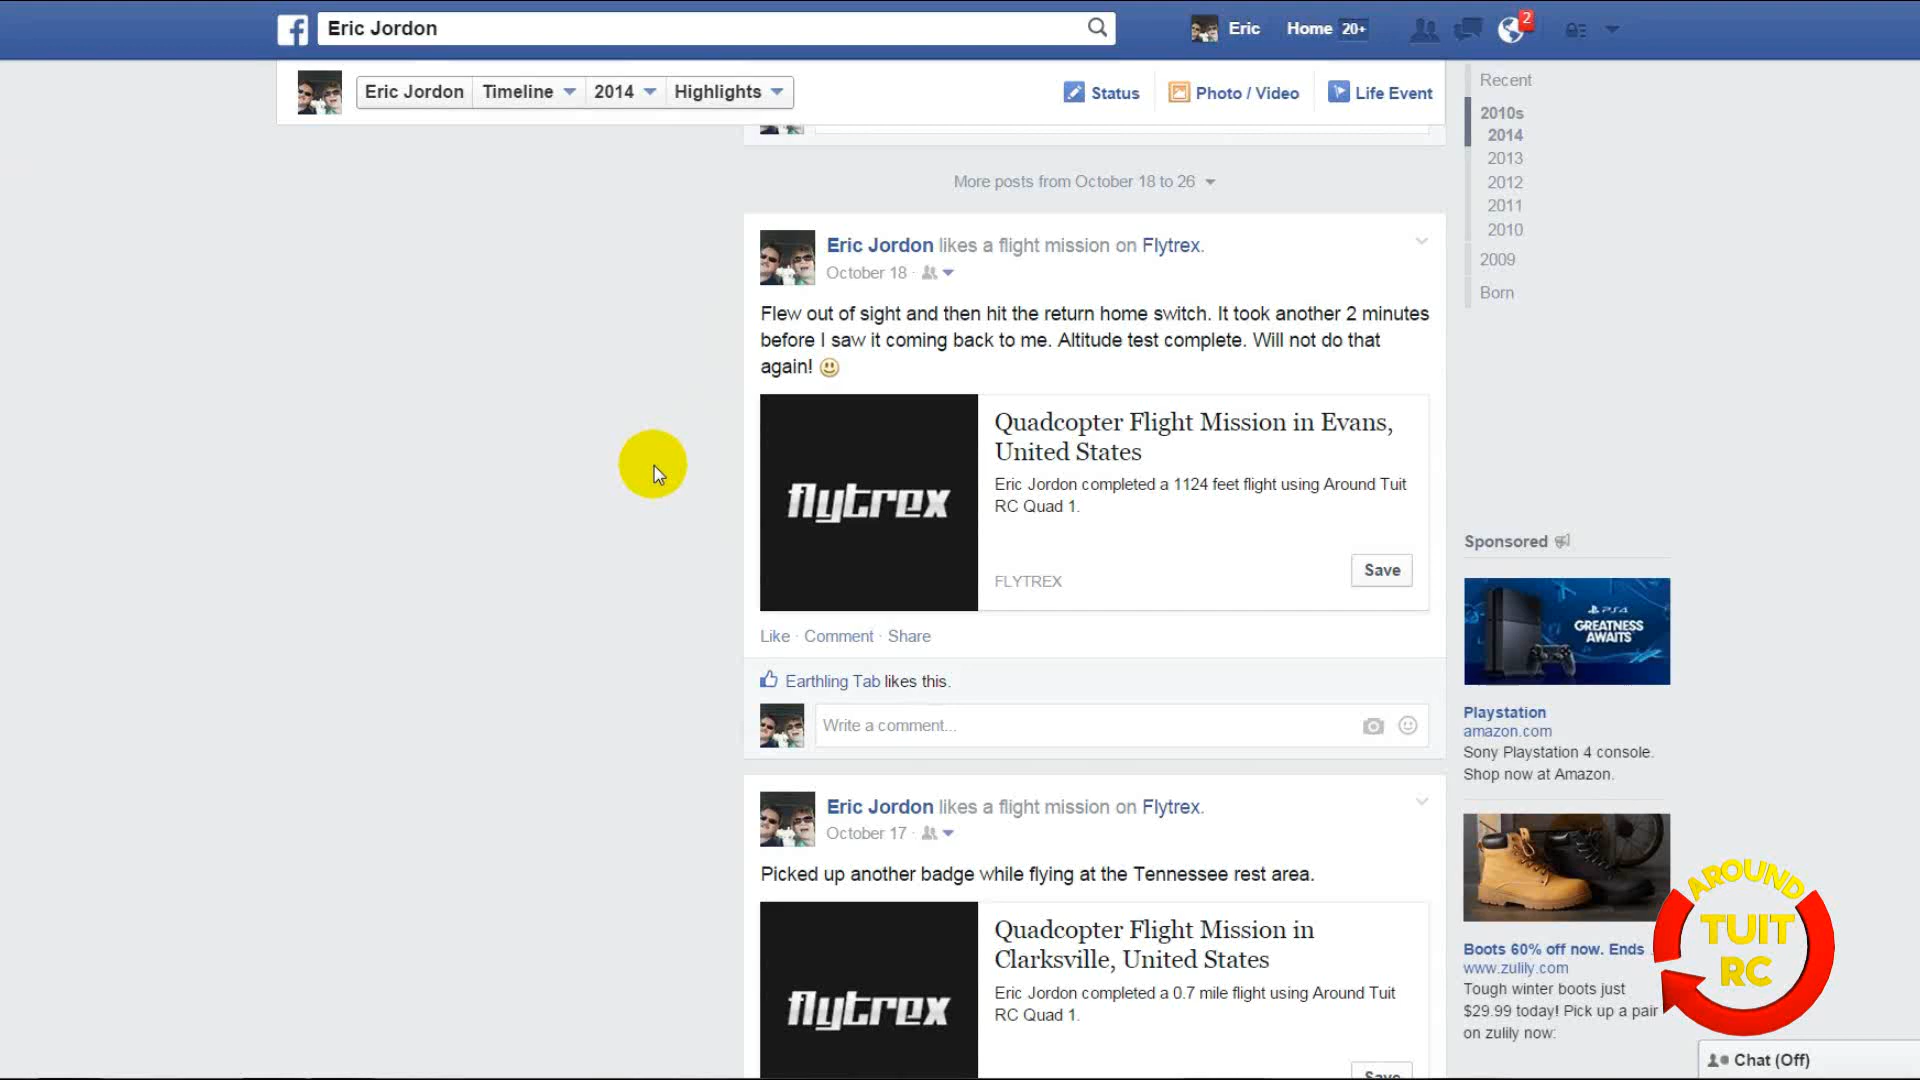 Eric Jordon
Eric
Home 20+
2
Eric Jordon
Timeline
2014
Highlights
Status
Photo / Video
Life Event
Recent
2010s
2014
2013
2012
2011
2010
2009
Born
More posts from October 18 to 26
Eric Jordon likes a flight mission on Flytrex.
October 18 ·
Flew out of sight and then hit the return home switch. It took another 2 minutes
before I saw it coming back to me. Altitude test complete. Will not do that
again!
flytrex
Quadcopter Flight Mission in Evans,
United States
Eric Jordon completed a 1124 feet flight using Around Tuit
RC Quad 1.
FLYTREX
Save
Like · Comment · Share
Earthling Tab likes this.
Write a comment...
Eric Jordon likes a flight mission on Flytrex.
October 17 ·
Picked up another badge while flying at the Tennessee rest area.
flytrex
Quadcopter Flight Mission in
Clarksville, United States
Eric Jordon completed a 0.7 mile flight using Around Tuit
RC Quad 1.
Save
Sponsored
PS4
GREATNESS
AWAITS
Playstation
amazon.com
Sony Playstation 4 console.
Shop now at Amazon.
Boots 60% off now. Ends
www.zulily.com
Tough winter boots just
$29.99 today! Pick up a pair
on zulily now:
AROUND
TUIT
RC
Chat (Off)